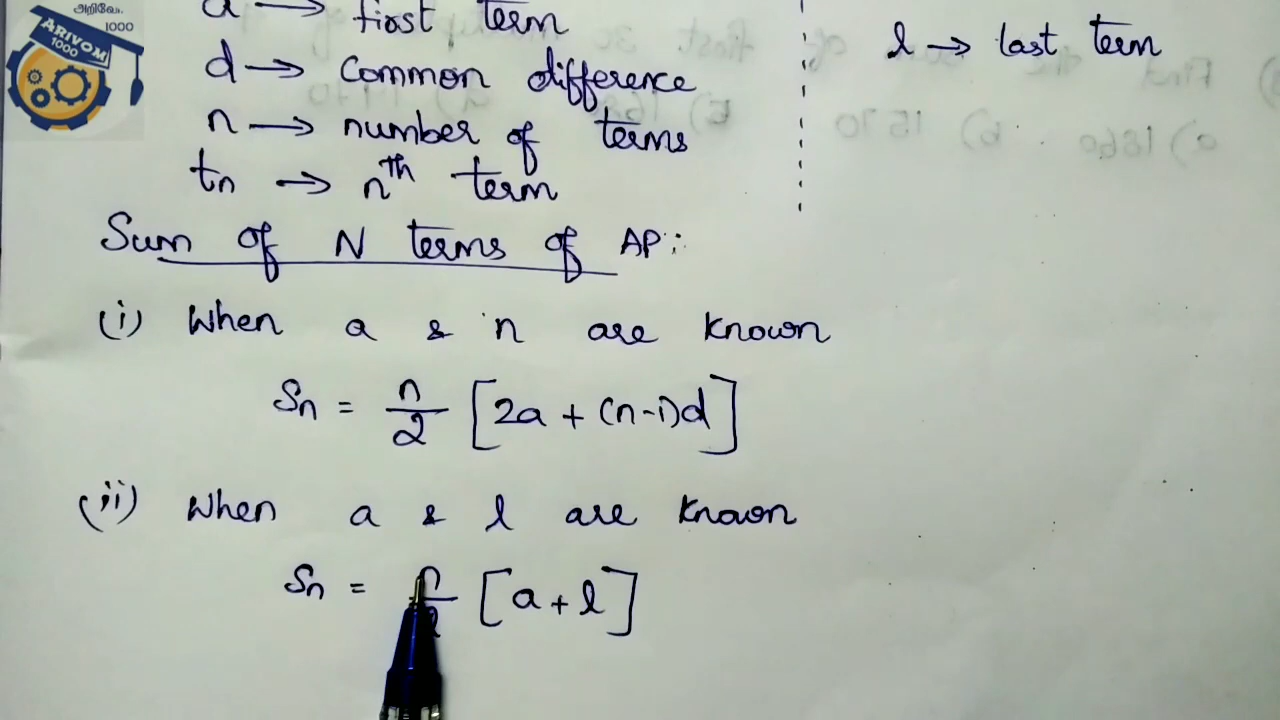 அறிவோ
1000
ARIVOM
1000
a → first term
d → common difference
n → number of terms
tn → nth term
l → last term
Sum of N terms of AP:
(i) When a & n are known
Sn = n/2 [2a + (n-1)d]
(ii) When a & l are known
Sn = n/2 [a + l]